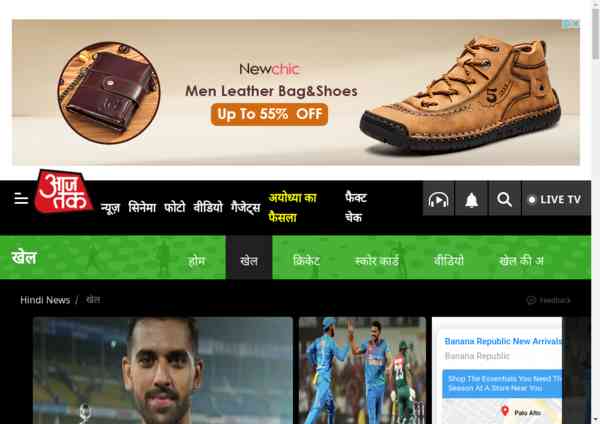 Newchic
Men Leather Bag&Shoes
Up To 55% OFF
आज तक
न्यूज़ सिनेमा फोटो वीडियो गैजेट्स अयोध्या का फैसला फैक्ट चेक
LIVE TV
खेल
होम खेल क्रिकेट स्कोर कार्ड वीडियो खेल की अ
Hindi News / खेल
Feedback
Banana Republic New Arrivals
Banana Republic
Shop The Essentials You Need Th
Season At A Store Near You
Palo Alto